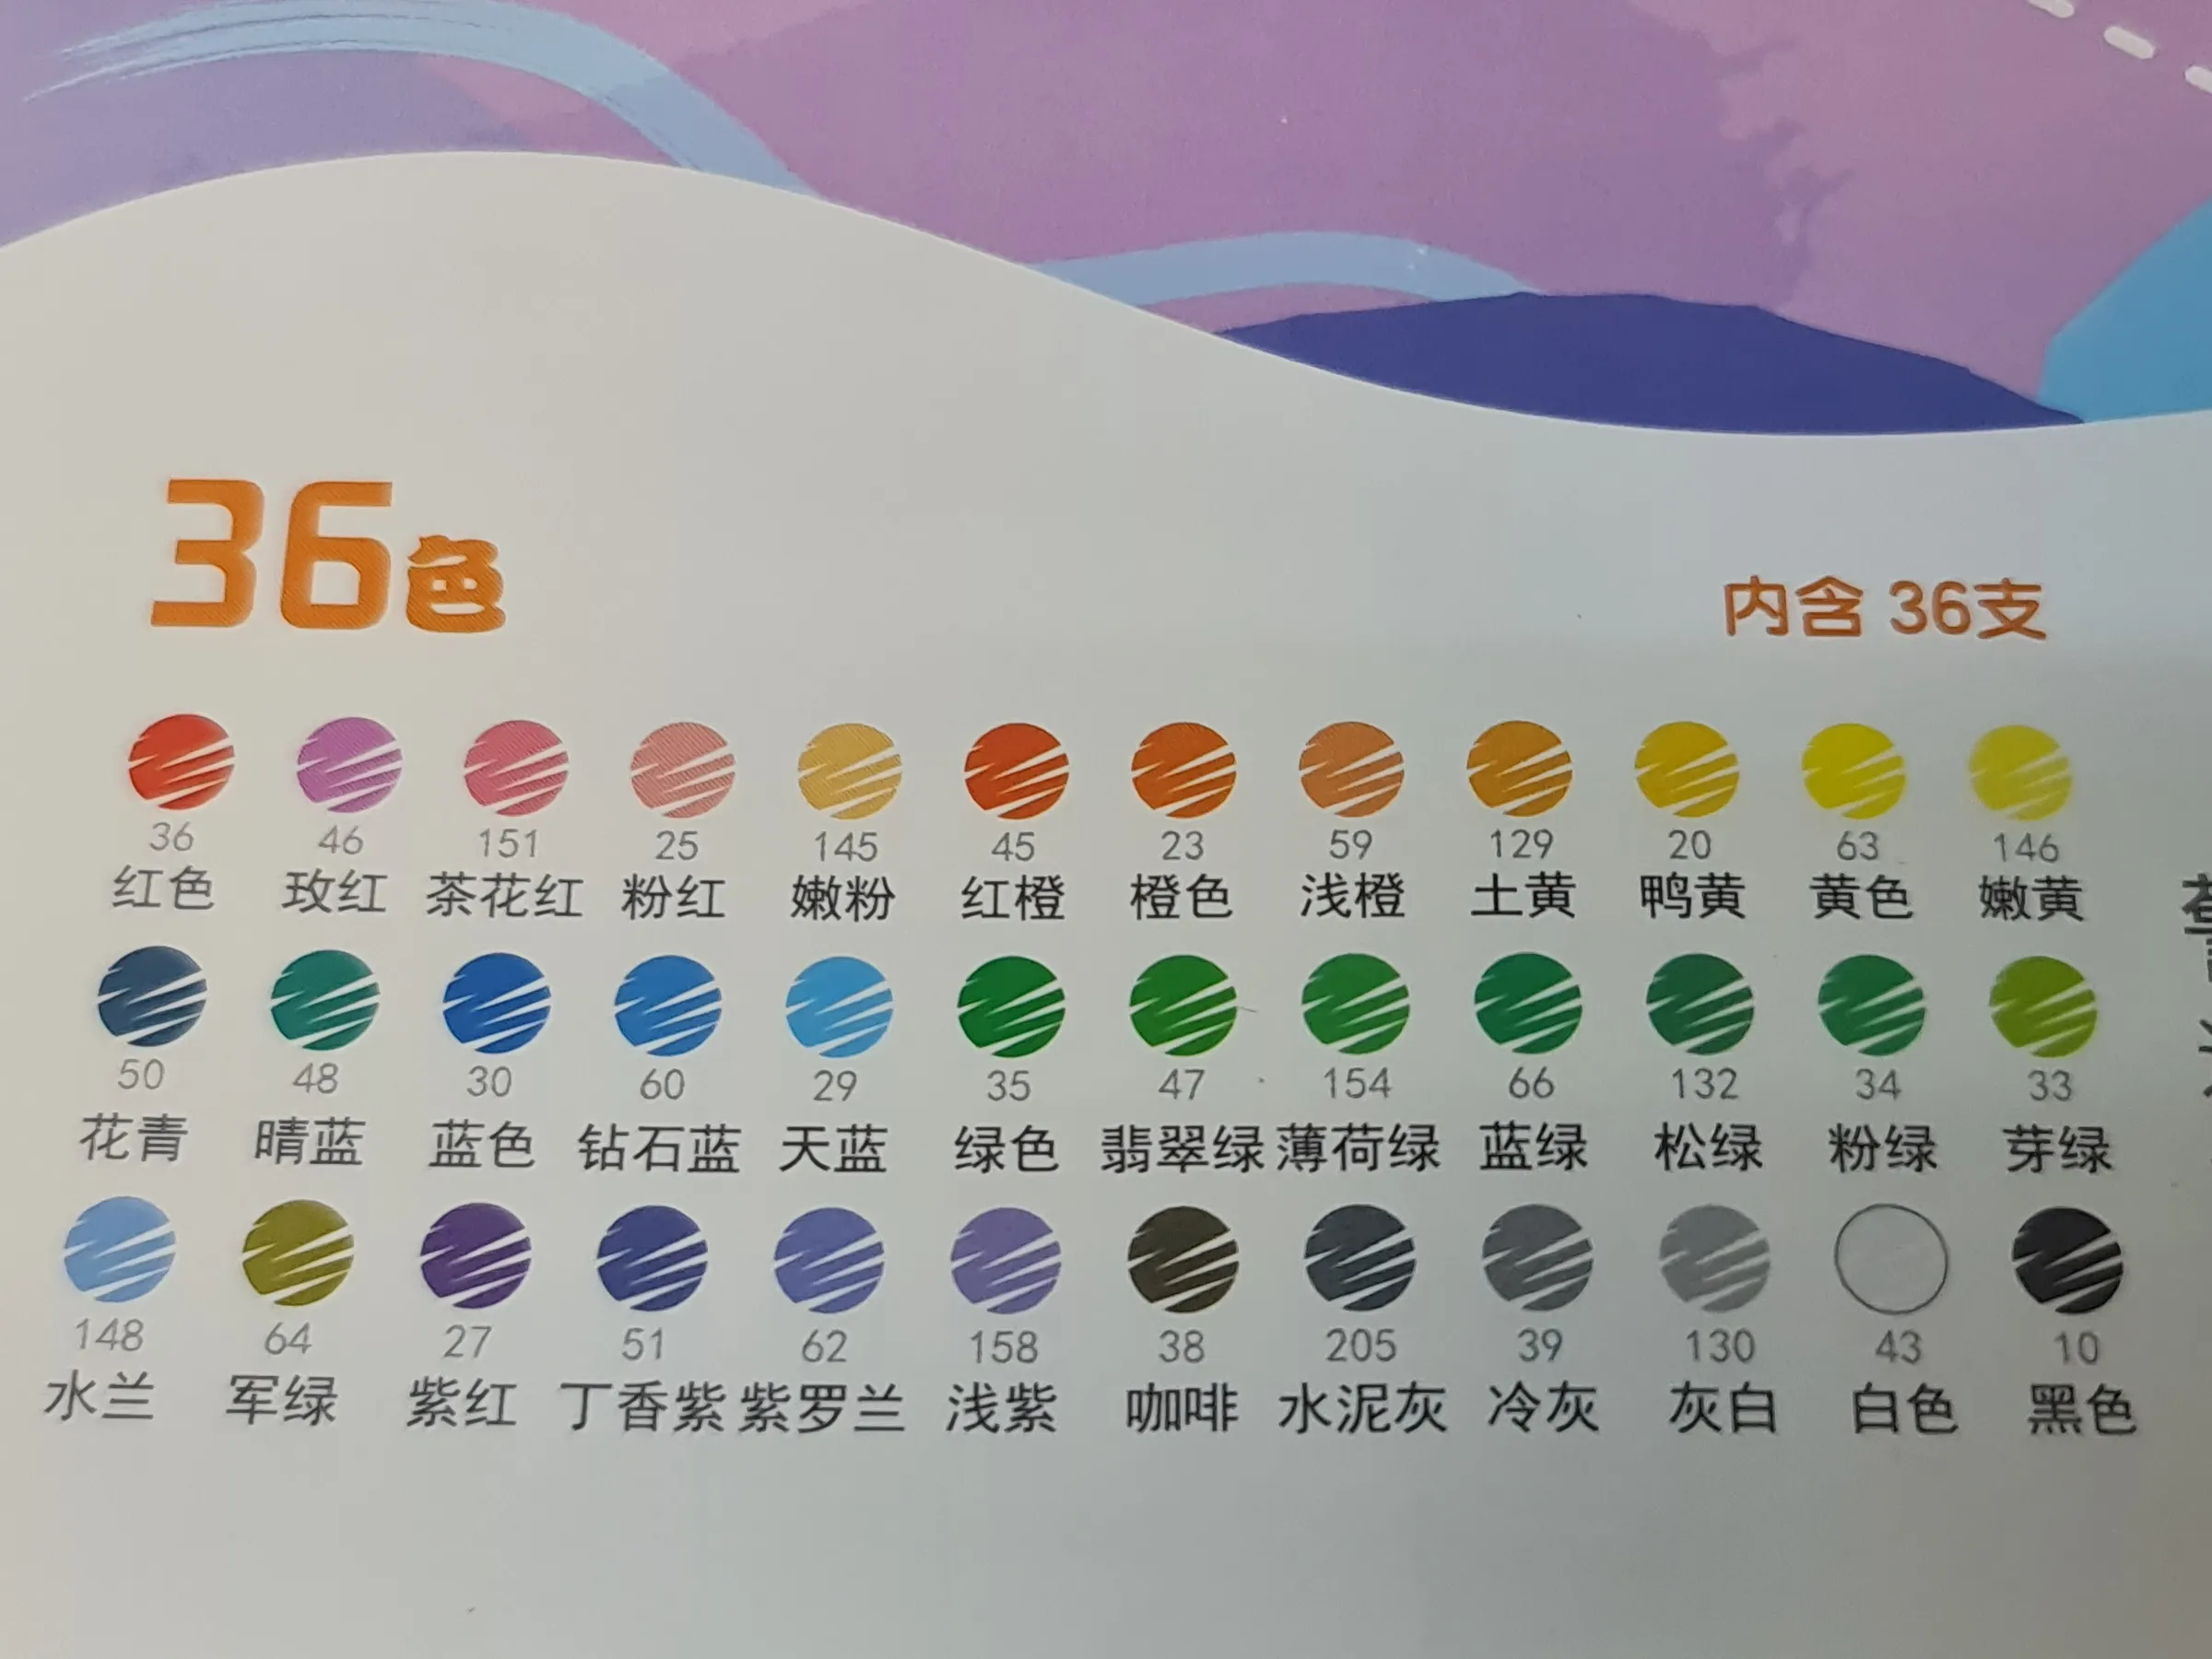 36色
内含 36支
36 46 151 25 145 45 23 59 129 20 63 146
红色 玫红 茶花红 粉红 嫩粉 红橙 橙色 浅橙 土黄 鸭黄 黄色 嫩黄
50 48 30 60 29 35 47 154 66 132 34 33
花青 晴蓝 蓝色 钻石蓝 天蓝 绿色 翡翠绿 薄荷绿 蓝绿 松绿 粉绿 芽绿
148 64 27 51 62 158 38 205 39 130 43 10
水兰 军绿 紫红 丁香紫 紫罗兰 浅紫 咖啡 水泥灰 冷灰 灰白 白色 黑色